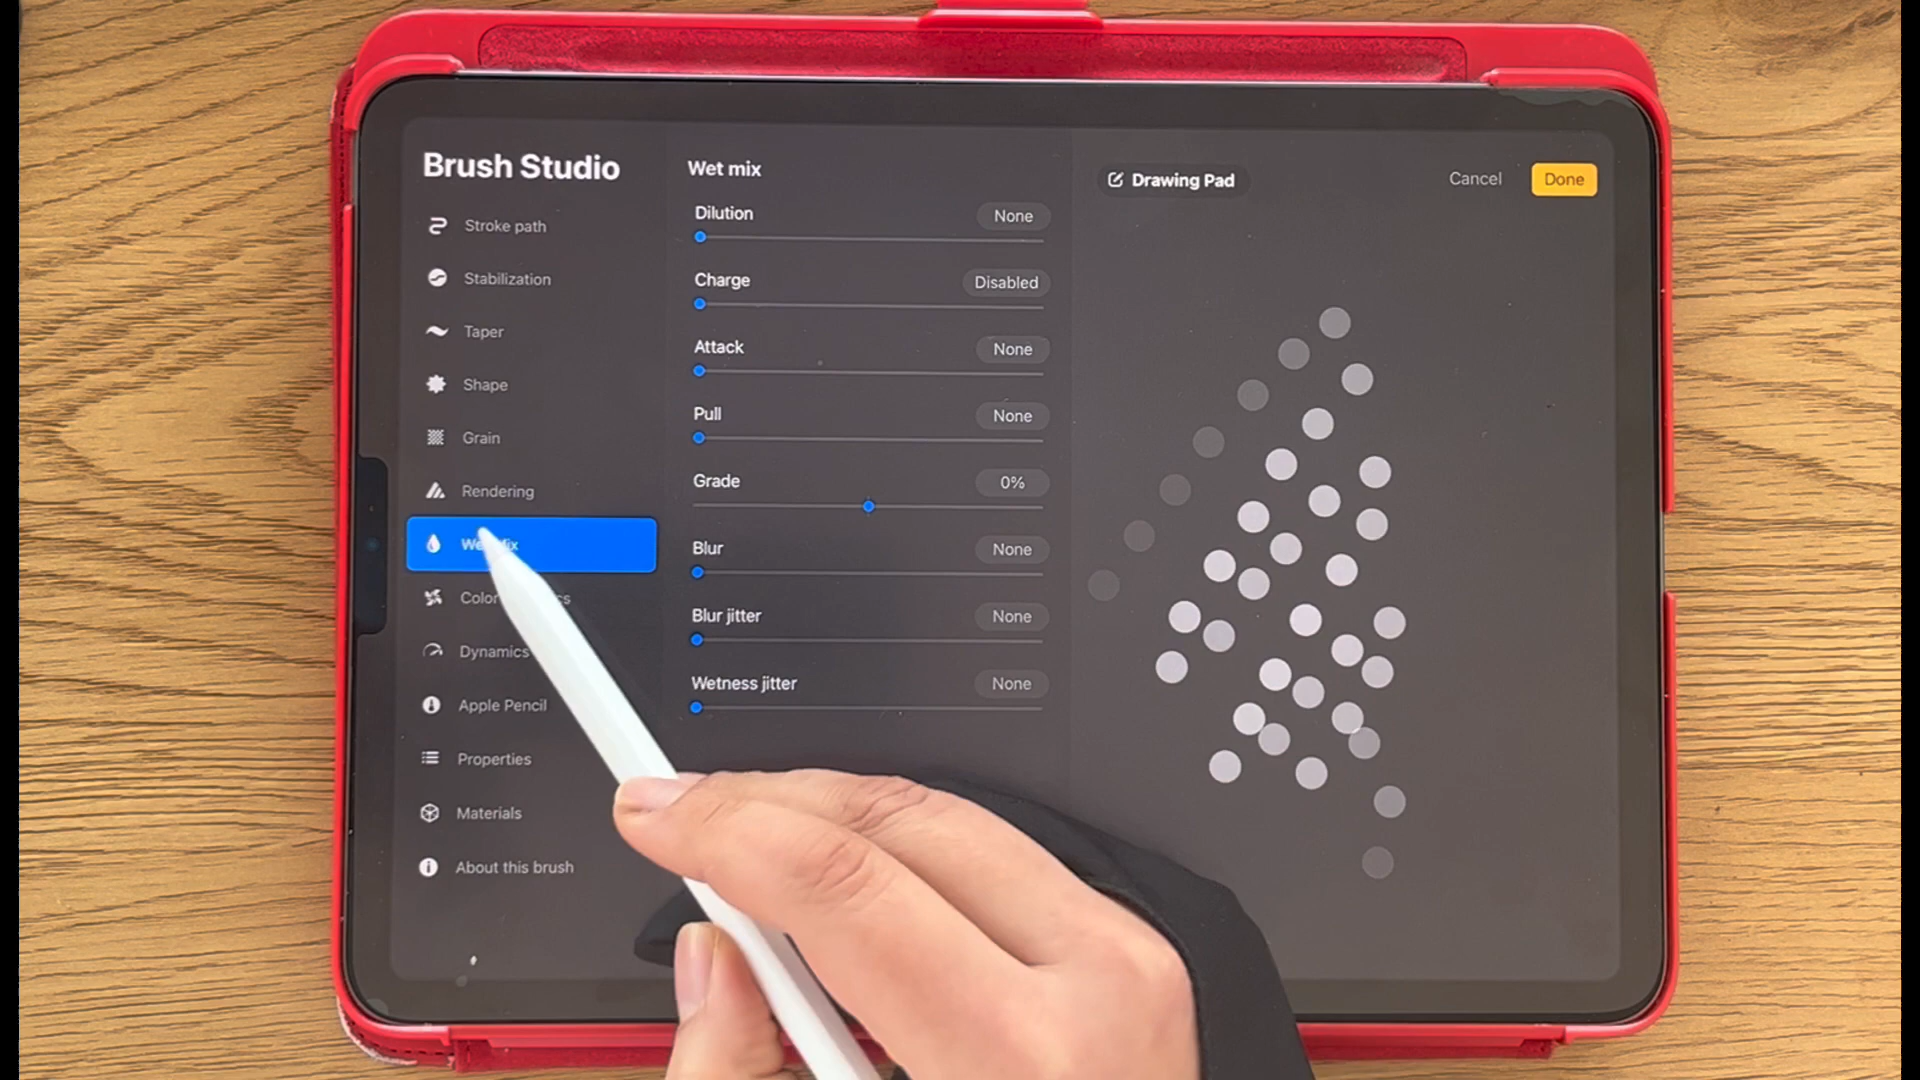 Brush Studio
Stroke path
Stabilization
Taper
Shape
Grain
Rendering
Dynamics
Apple Pencil
Properties
Materials
About this brush
Wet mix
Dilution
None
Charge
Disabled
Attack
None
Pull
None
Grade
0%
Blur
None
Blur jitter
None
Wetness jitter
None
Drawing Pad
Cancel
Done